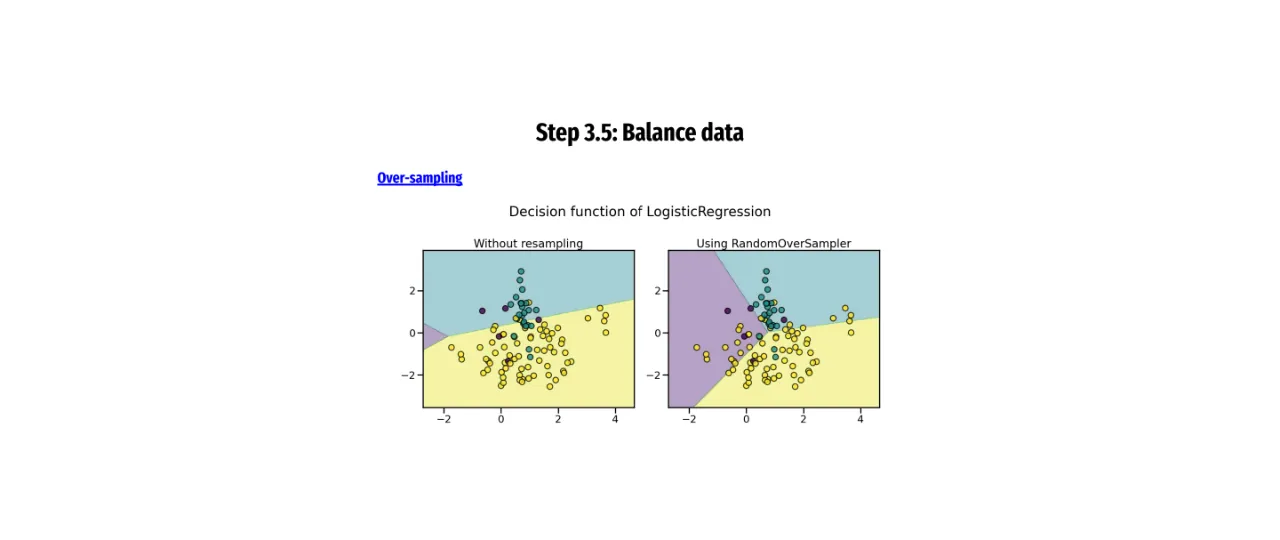 Step 3.5: Balance data
Over-sampling
Decision function of LogisticRegression
Without resampling
Using RandomOverSampler
2
0
−2
−2 0 2 4
2
0
−2
−2 0 2 4